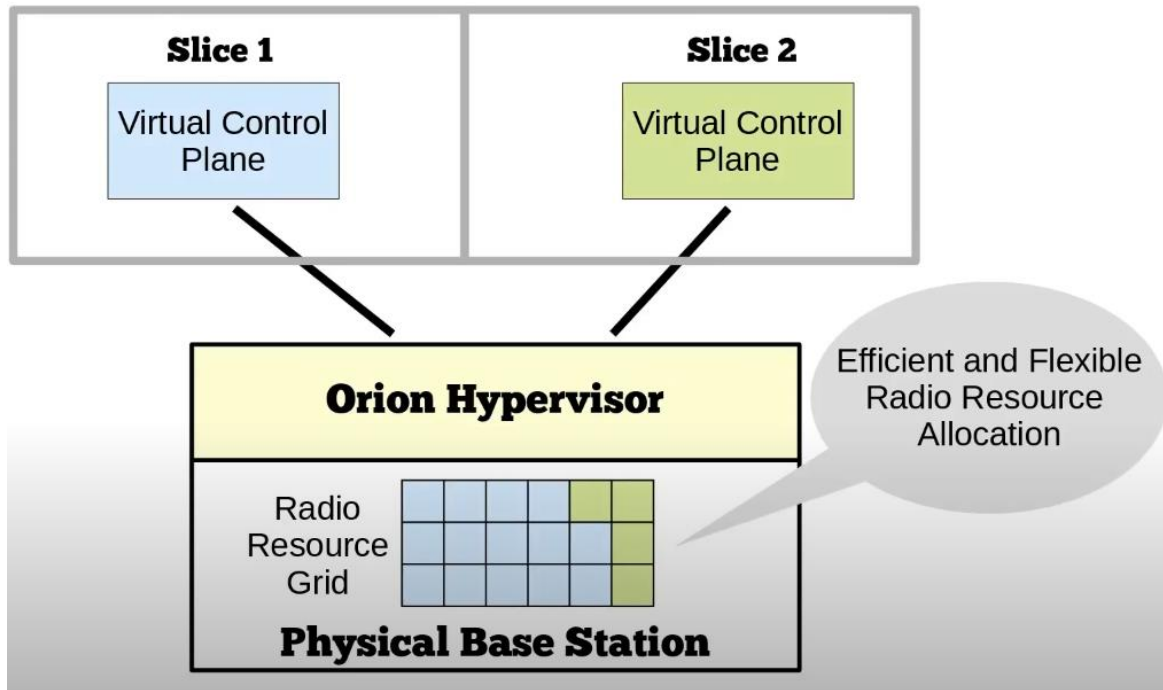 Slice 1
Slice 2
Virtual Control
Plane
Virtual Control
Plane
Orion Hypervisor
Efficient and Flexible
Radio Resource
Allocation
Radio
Resource
Grid
Physical Base Station